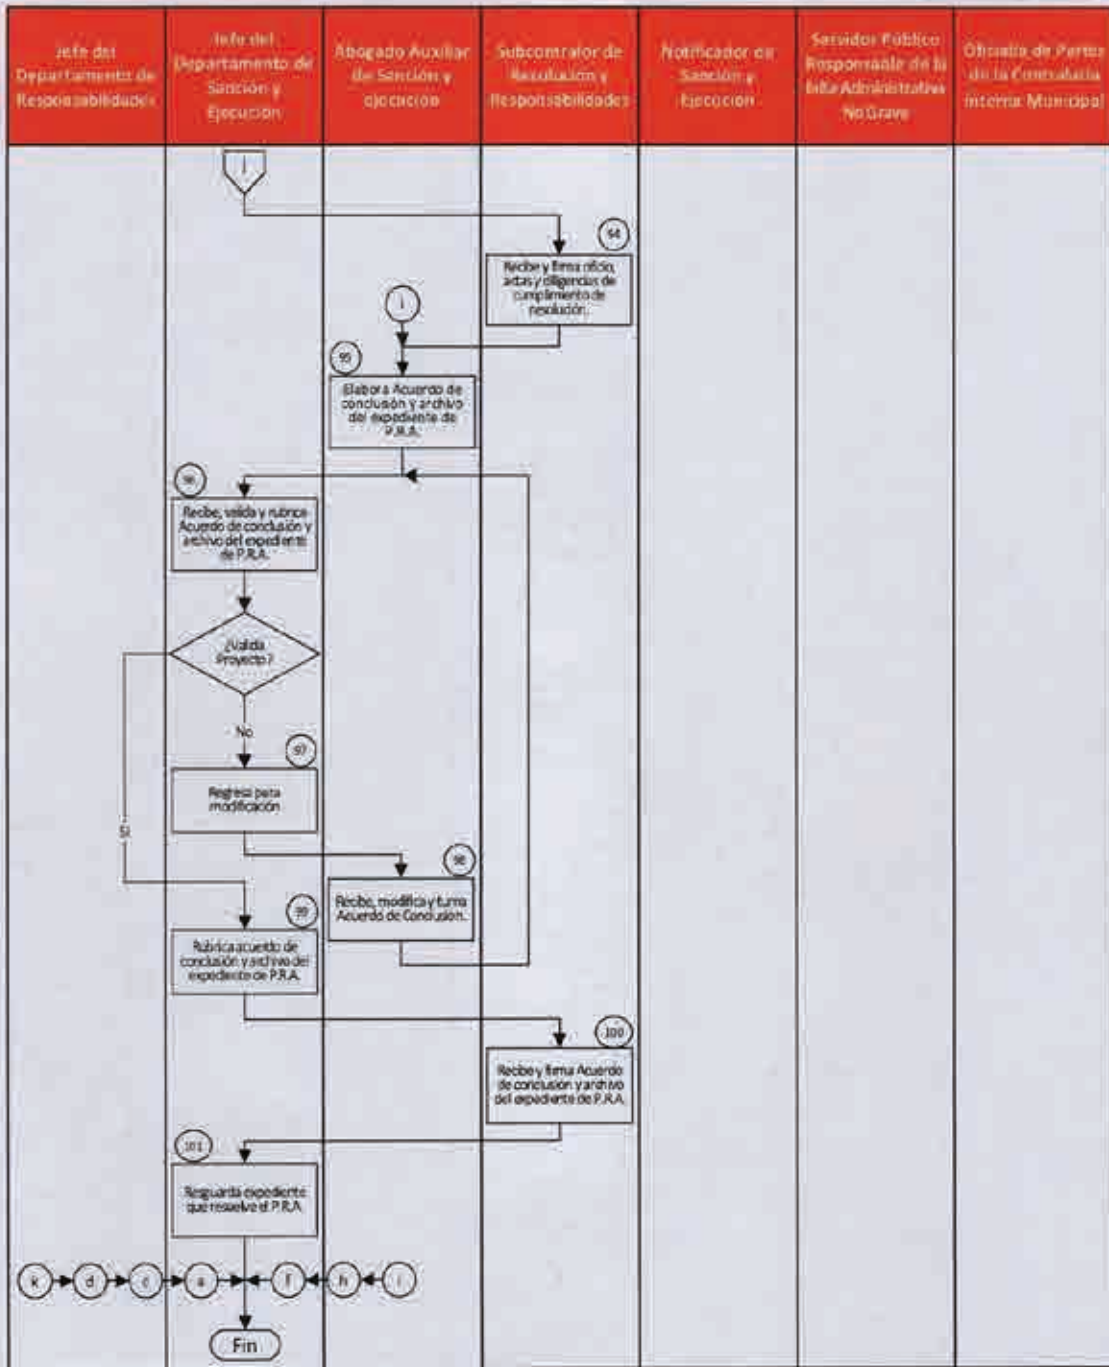 Jefe del
Departamento de
Responsabilidades
Jefe del
Departamento de
Sanción y
Ejecución
Abogado Auxiliar
de Sanción y
ejecución
Subcontralor de
Resolución y
Responsabilidades
Notificador de
Sanción y
Ejecución
Servidor Público
Responsable de la
falta Administrativa
No Grave
Oficialía de Partes
de la Contraloría
Interna Municipal
94
Recibe y firma oficio,
actas y diligencias de
cumplimiento de
resolución.
95
Elabora Acuerdo de
conclusión y archivo
del expediente de
P.R.A.
96
Recibe, valida y rubrica
Acuerdo de conclusión y
archivo del expediente
de P.R.A.
¿Valida
Proyecto?
No
97
Regresa para
modificación
Si
98
Recibe, modifica y turna
Acuerdo de Conclusión.
99
Rubrica acuerdo de
conclusión y archivo del
expediente de P.R.A.
100
Recibe y firma Acuerdo
de conclusión y archivo
del expediente de P.R.A.
101
Resguarda expediente
que resuelve el P.R.A.
k d c a f h i
Fin